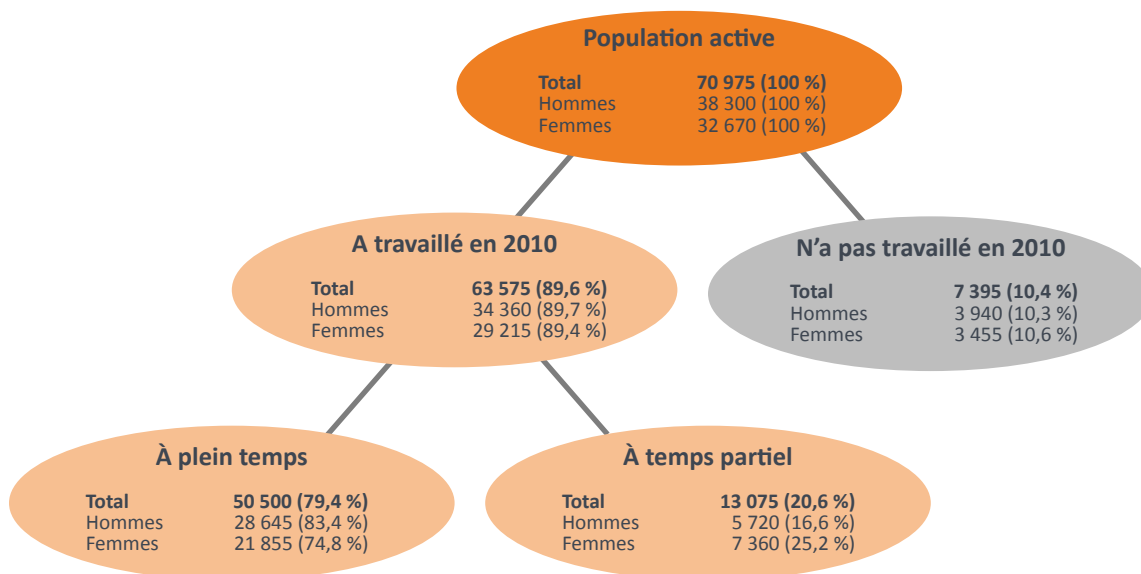 Population active
Total 70 975 (100 %)
Hommes 38 300 (100 %)
Femmes 32 670 (100 %)
A travaillé en 2010
Total 63 575 (89,6 %)
Hommes 34 360 (89,7 %)
Femmes 29 215 (89,4 %)
N'a pas travaillé en 2010
Total 7 395 (10,4 %)
Hommes 3 940 (10,3 %)
Femmes 3 455 (10,6 %)
À plein temps
Total 50 500 (79,4 %)
Hommes 28 645 (83,4 %)
Femmes 21 855 (74,8 %)
À temps partiel
Total 13 075 (20,6 %)
Hommes 5 720 (16,6 %)
Femmes 7 360 (25,2 %)